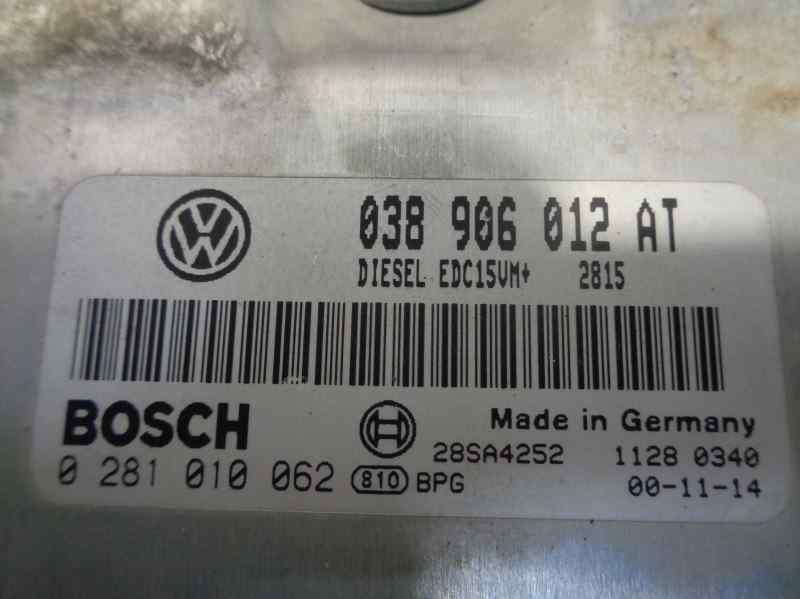 038 906 012 AT
DIESEL EDC15VM+ 2815
BOSCH
Made in Germany
28SA4252 1128 0340
0 281 010 062 810 BPG 00-11-14